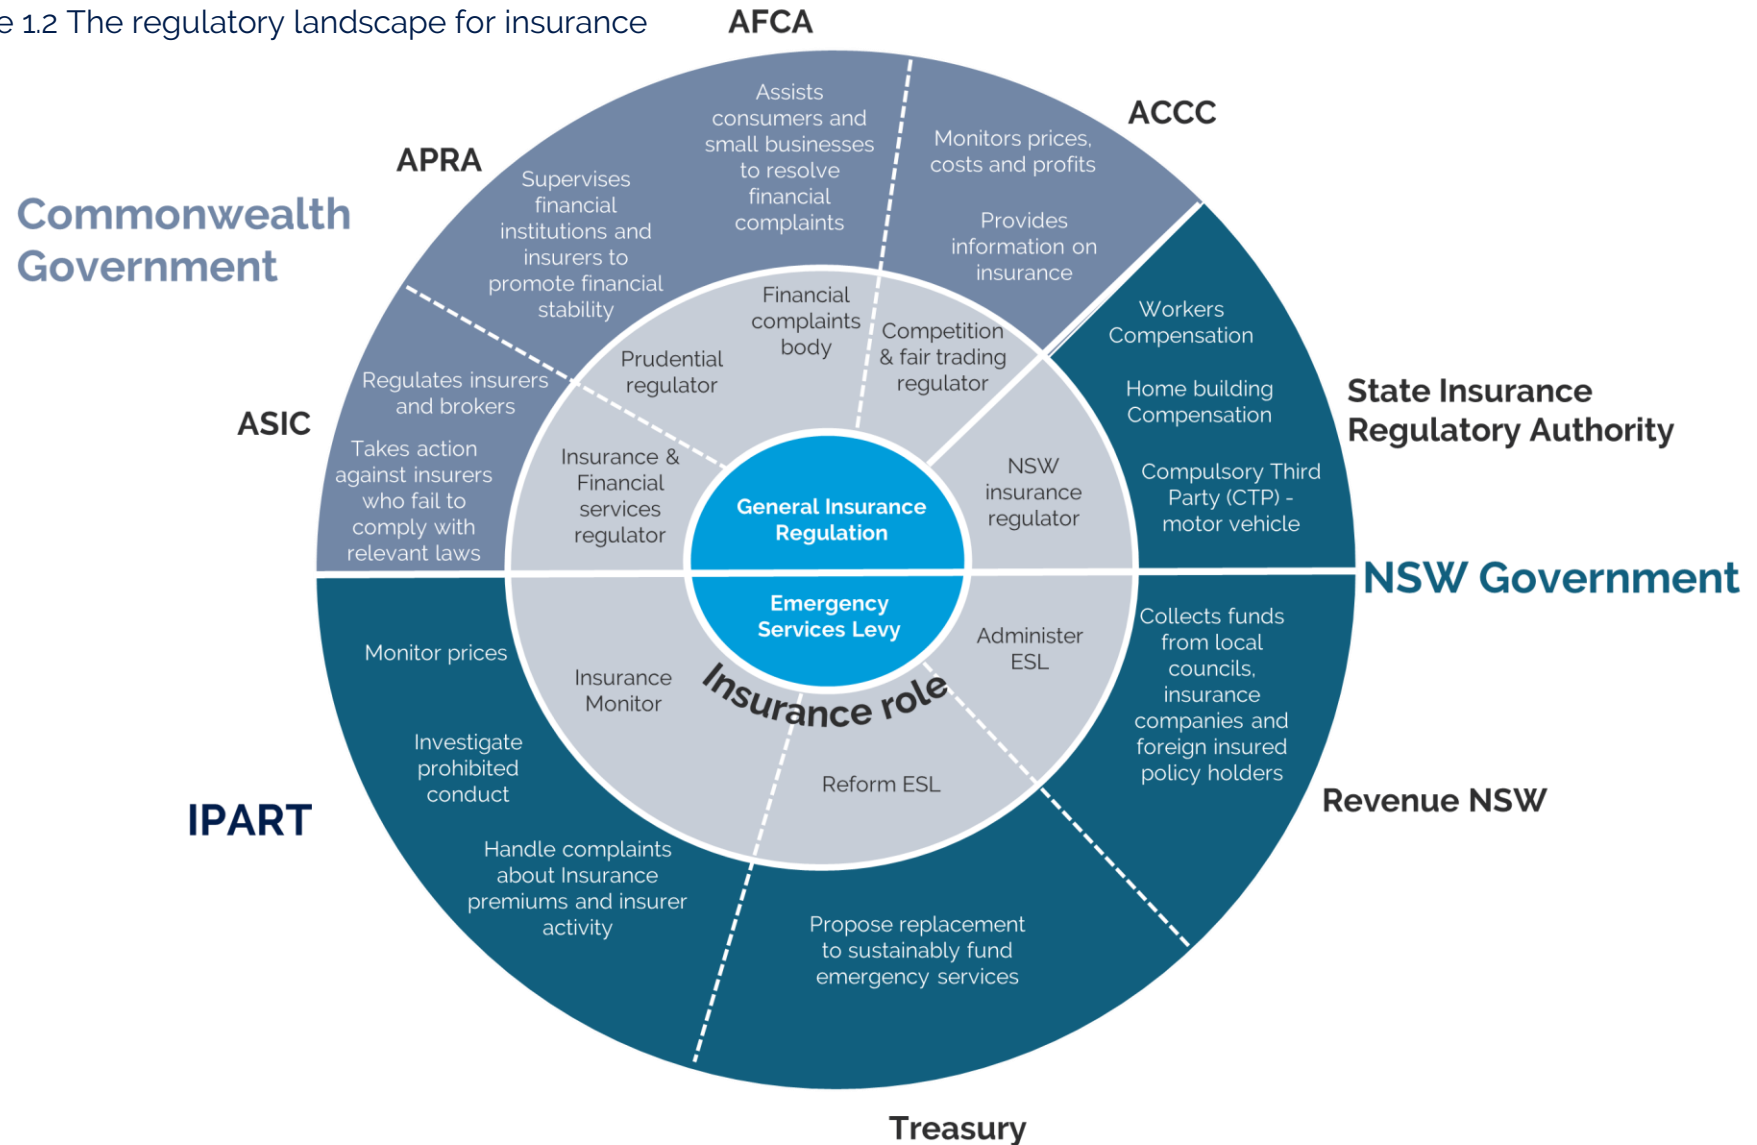 e 1.2 The regulatory landscape for insurance
AFCA
Assists
consumers and
small businesses
to resolve
financial
complaints
ACCC
Monitors prices,
costs and profits
Provides
information on
insurance
APRA
Supervises
financial
institutions and
insurers to
promote financial
stability
Commonwealth
Government
Financial
complaints
body
Competition
& fair trading
regulator
Prudential
regulator
Workers
Compensation
Home building
Compensation
Compulsory Third
Party (CTP) -
motor vehicle
State Insurance
Regulatory Authority
ASIC
Regulates insurers
and brokers
Takes action
against insurers
who fail to
comply with
relevant laws
Insurance &
Financial
services
regulator
General Insurance
Regulation
NSW
insurance
regulator
NSW Government
Emergency
Services Levy
Insurance role
Administer
ESL
Collects funds
from local
councils,
insurance
companies and
foreign insured
policy holders
Revenue NSW
Monitor prices
Investigate
prohibited
conduct
Handle complaints
about Insurance
premiums and insurer
activity
Insurance
Monitor
IPART
Reform ESL
Propose replacement
to sustainably fund
emergency services
Treasury